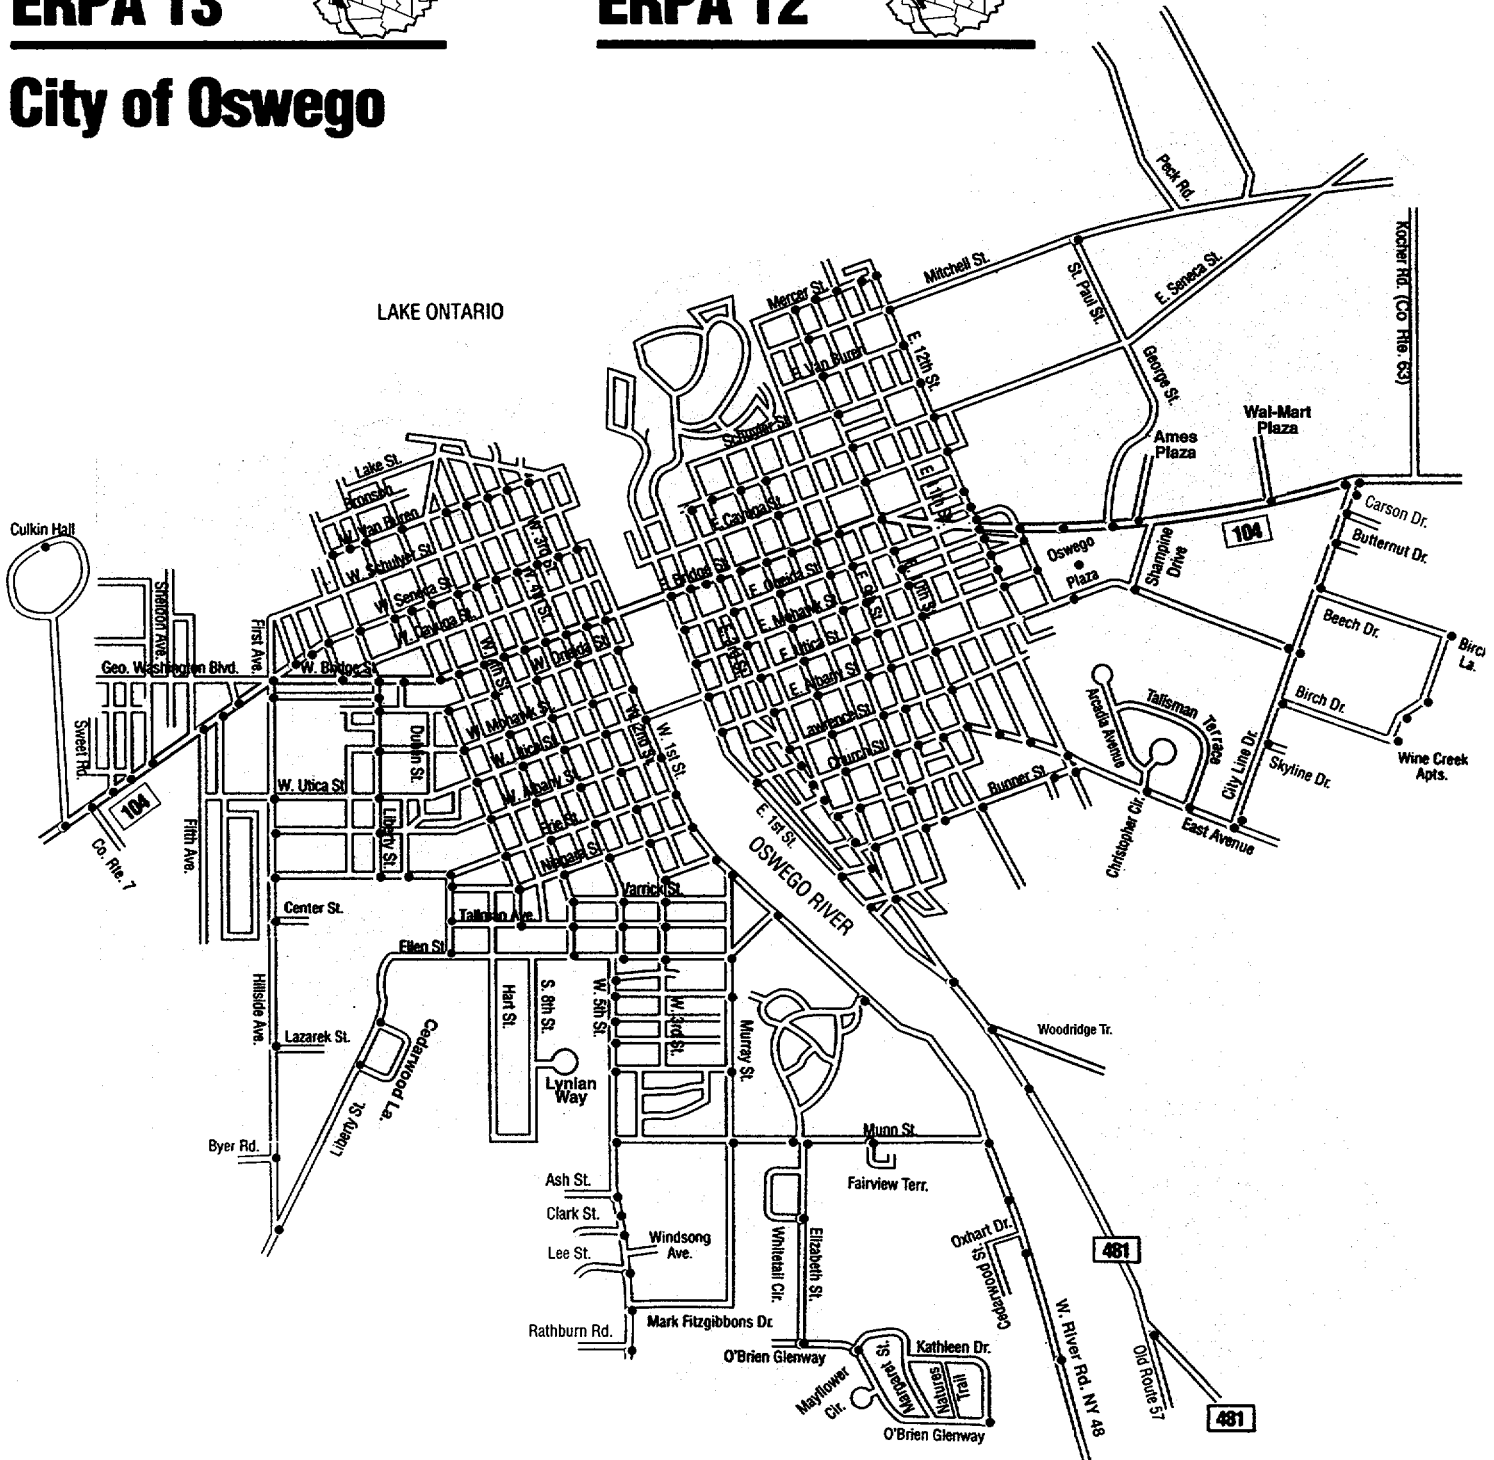 ERPA 13
ERPA 12
City of Oswego
LAKE ONTARIO
Peck Rd.
Mitchell St.
Mercer St.
St. Paul St.
E. Seneca St.
Kocher Rd. (Co Rte. 63)
E. Van Buren
E. 12th St.
George St.
Wal-Mart
Plaza
Ames
Plaza
Schuyler St.
Lake St.
Bronson
W. Van Buren
W. Schulyer St.
W. Seneca St.
W. Cayuga St.
W. 3rd St.
W. 4th St.
E. Cayuga St.
E. 11th St.
104
Carson Dr.
Butternut Dr.
Culkin Hall
Sheldon Ave.
First Ave.
Geo. Washington Blvd.
W. Bridge St.
W. Oneida St.
E. Bridge St.
E. Oneida St.
E. Mohawk St.
E. Utica St.
E. Albany St.
E. 10th St.
Oswego
Plaza
Shampine
Drive
Beech Dr.
Birch
La.
Birch Dr.
Wine Creek
Apts.
Skyline Dr.
City Line Dr.
Talisman Terrace
Arcadia Avenue
Christopher Cir.
East Avenue
Bunner St.
Lawrence St.
Church St.
E. 1st St.
OSWEGO RIVER
Sweet Rd.
104
Co. Rte. 7
Fifth Ave.
W. Utica St.
Dublin St.
Liberty St.
W. Mohawk St.
W. Utica St.
W. Albany St.
Erie St.
Niagara St.
W. 2nd St.
W. 1st St.
Varrick St.
Tallman Ave.
Ellen St.
Center St.
Hillside Ave.
Lazarek St.
Cedarwood La.
Liberty St.
Byer Rd.
Hart St.
S. 8th St.
W. 5th St.
W. 3rd St.
Murray St.
Lynian
Way
Woodridge Tr.
Munn St.
Fairview Terr.
Ash St.
Clark St.
Lee St.
Windsong
Ave.
Whitetail Cir.
Elizabeth St.
Oxhart Dr.
Cedarwood St.
481
Mark Fitzgibbons Dr.
Rathburn Rd.
O'Brien Glenway
Mayflower
Cir.
Margaret St.
Kathleen Dr.
Natures
Trail
O'Brien Glenway
W. River Rd. NY 48
Old Route 57
481